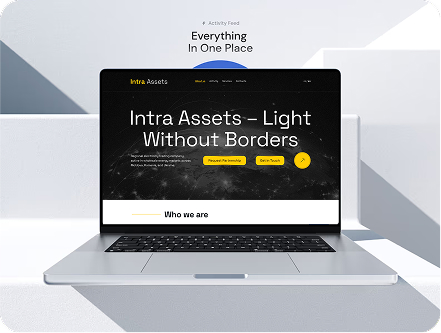 Activity Feed
Everything
In One Place
Intra Assets
About us Activity Services Contacts
Intra Assets – Light
Without Borders
Request Partnership
Get in Touch
Who we are